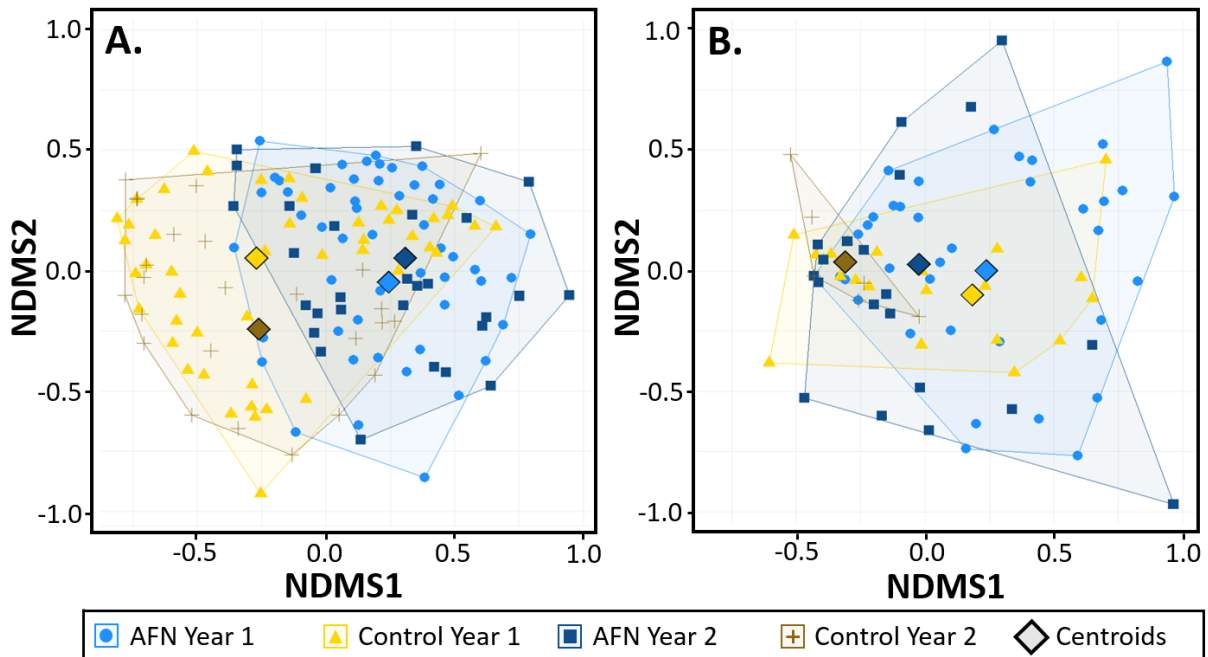 A.
B.
1.0
0.5
0.0
-0.5
-1.0
NDMS2
-0.5
0.0
0.5
1.0
NDMS1
1.0
0.5
0.0
-0.5
-1.0
NDMS2
-0.5
0.0
0.5
1.0
NDMS1
AFN Year 1
Control Year 1
AFN Year 2
Control Year 2
Centroids